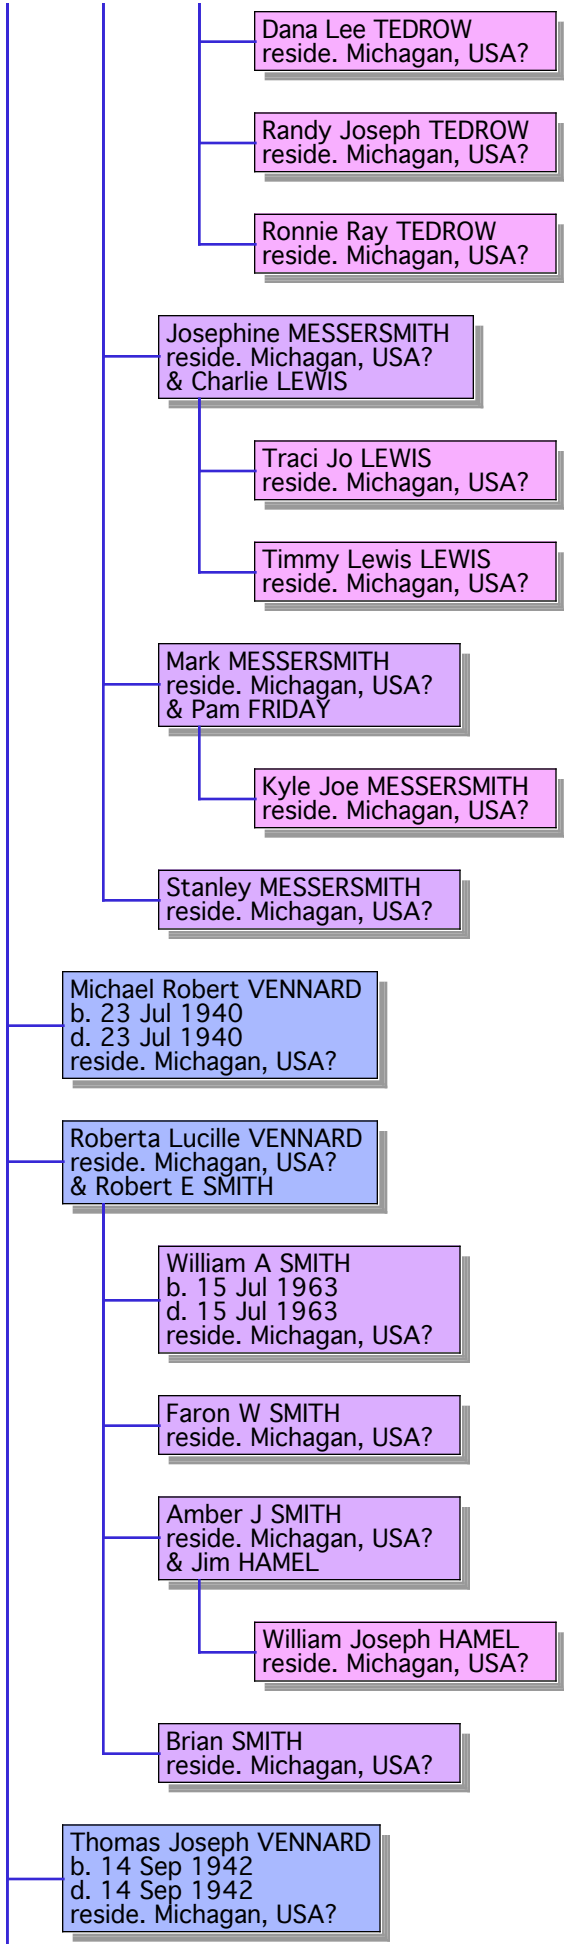 Dana Lee TEDROW
reside. Michagan, USA?
Randy Joseph TEDROW
reside. Michagan, USA?
Ronnie Ray TEDROW
reside. Michagan, USA?
Josephine MESSERSMITH
reside. Michagan, USA?
& Charlie LEWIS
Traci Jo LEWIS
reside. Michagan, USA?
Timmy Lewis LEWIS
reside. Michagan, USA?
Mark MESSERSMITH
reside. Michagan, USA?
& Pam FRIDAY
Kyle Joe MESSERSMITH
reside. Michagan, USA?
Stanley MESSERSMITH
reside. Michagan, USA?
Michael Robert VENNARD
b. 23 Jul 1940
d. 23 Jul 1940
reside. Michagan, USA?
Roberta Lucille VENNARD
reside. Michagan, USA?
& Robert E SMITH
William A SMITH
b. 15 Jul 1963
d. 15 Jul 1963
reside. Michagan, USA?
Faron W SMITH
reside. Michagan, USA?
Amber J SMITH
reside. Michagan, USA?
& Jim HAMEL
William Joseph HAMEL
reside. Michagan, USA?
Brian SMITH
reside. Michagan, USA?
Thomas Joseph VENNARD
b. 14 Sep 1942
d. 14 Sep 1942
reside. Michagan, USA?